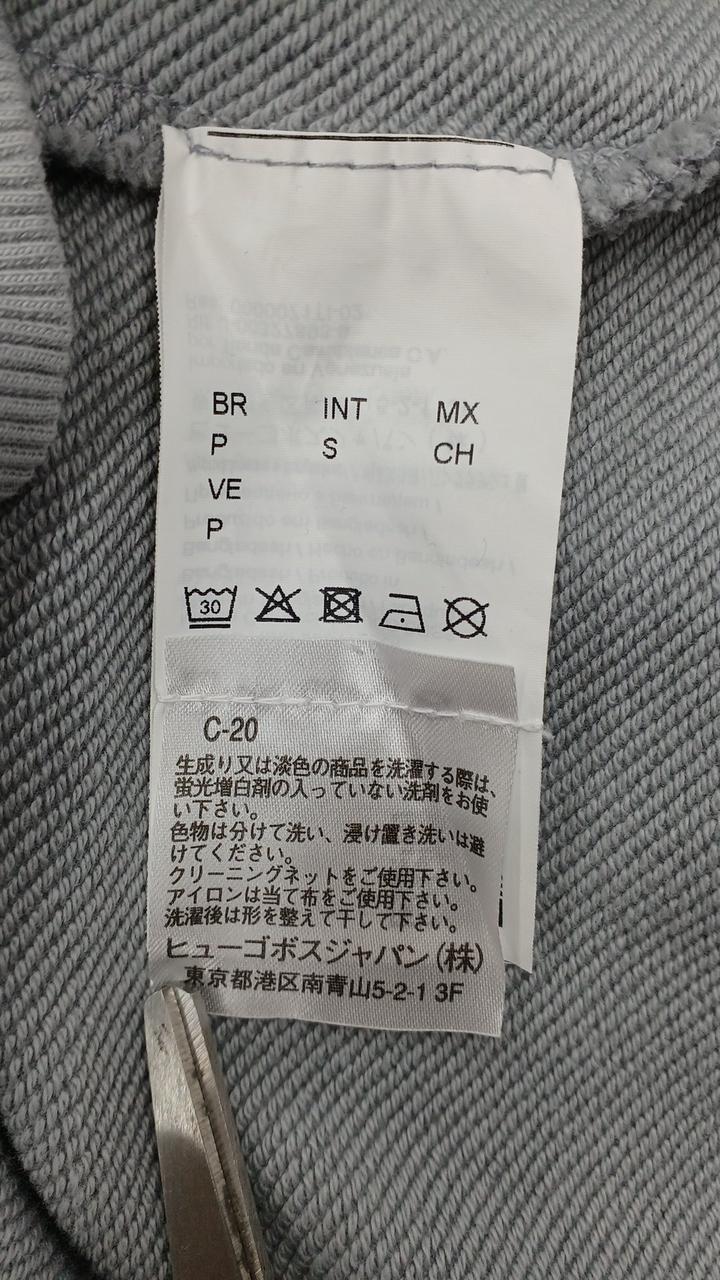 BR INT MX
P S CH
VE
P
30
C-20
生成り又は淡色の商品を洗濯する際は、
蛍光増白剤の入っていない洗剤をお使
い下さい。
色物は分けて洗い、浸け置き洗いは避
けてください。
クリーニングネットをご使用下さい。
アイロンは当て布をご使用下さい。
洗濯後は形を整えて干して下さい。
ヒューゴボスジャパン(株)
東京都港区南青山5-2-1 3F